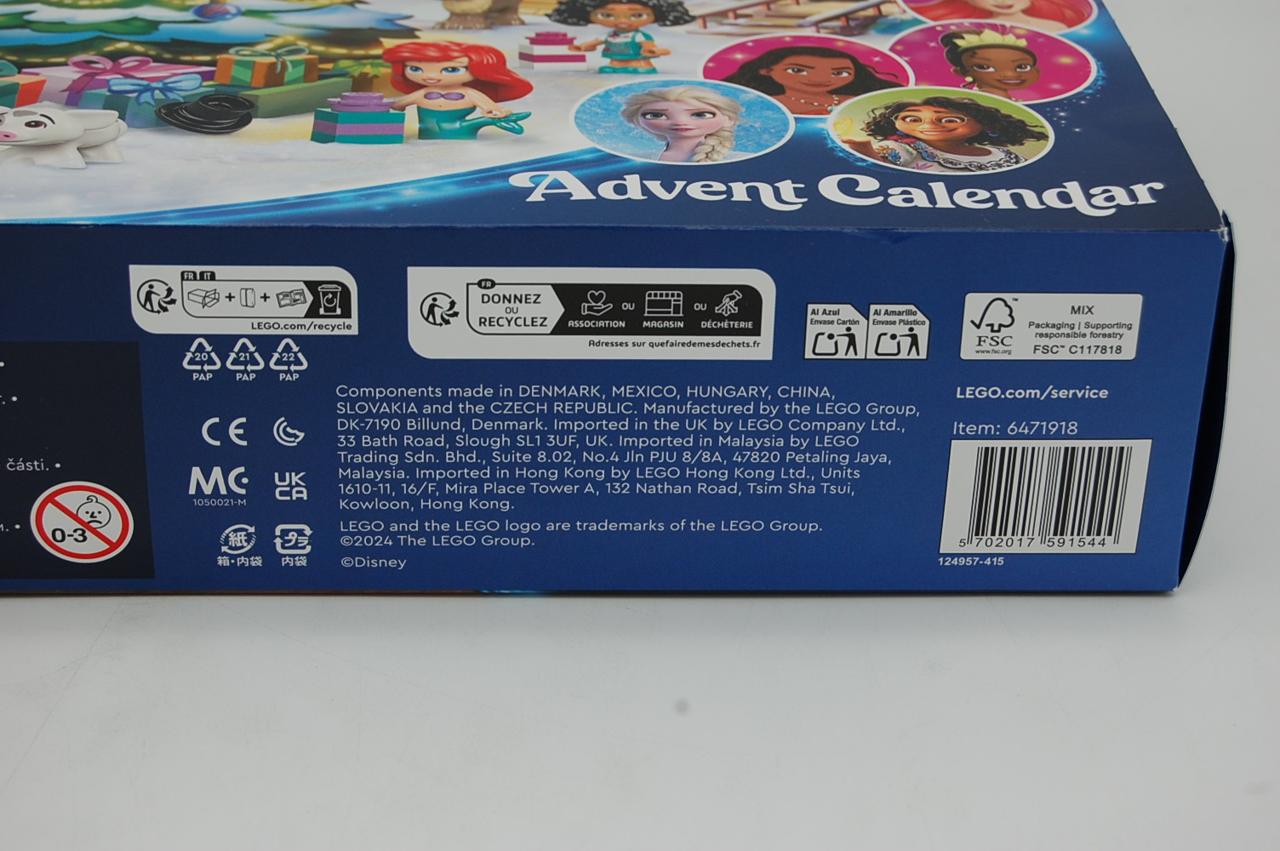 Advent Calendar
FR IT
LEGO.com/recycle
FR
DONNEZ
OU
RECYCLEZ
ASSOCIATION
OU
MAGASIN
OU
DÉCHÈTERIE
Adresses sur quefairedemesdechets.fr
Al Azul
Envase Cartón
Al Amarillo
Envase Plástico
FSC™
www.fsc.org
MIX
Packaging | Supporting
responsible forestry
FSC™ C117818
20 21 22
PAP PAP PAP
Components made in DENMARK, MEXICO, HUNGARY, CHINA,
SLOVAKIA and the CZECH REPUBLIC. Manufactured by the LEGO Group,
DK-7190 Billund, Denmark. Imported in the UK by LEGO Company Ltd.,
33 Bath Road, Slough SL1 3UF, UK. Imported in Malaysia by LEGO
Trading Sdn. Bhd., Suite 8.02, No.4 Jln PJU 8/8A, 47820 Petaling Jaya,
Malaysia. Imported in Hong Kong by LEGO Hong Kong Ltd., Units
1610-11, 16/F, Mira Place Tower A, 132 Nathan Road, Tsim Sha Tsui,
Kowloon, Hong Kong.
LEGO and the LEGO logo are trademarks of the LEGO Group.
©2024 The LEGO Group.
©Disney
LEGO.com/service
Item: 6471918
5 702017 591544
124957-415
části. •
0-3
CE
MC
1050021-M
UK
CA
紙
箱・内袋
プラ
内袋